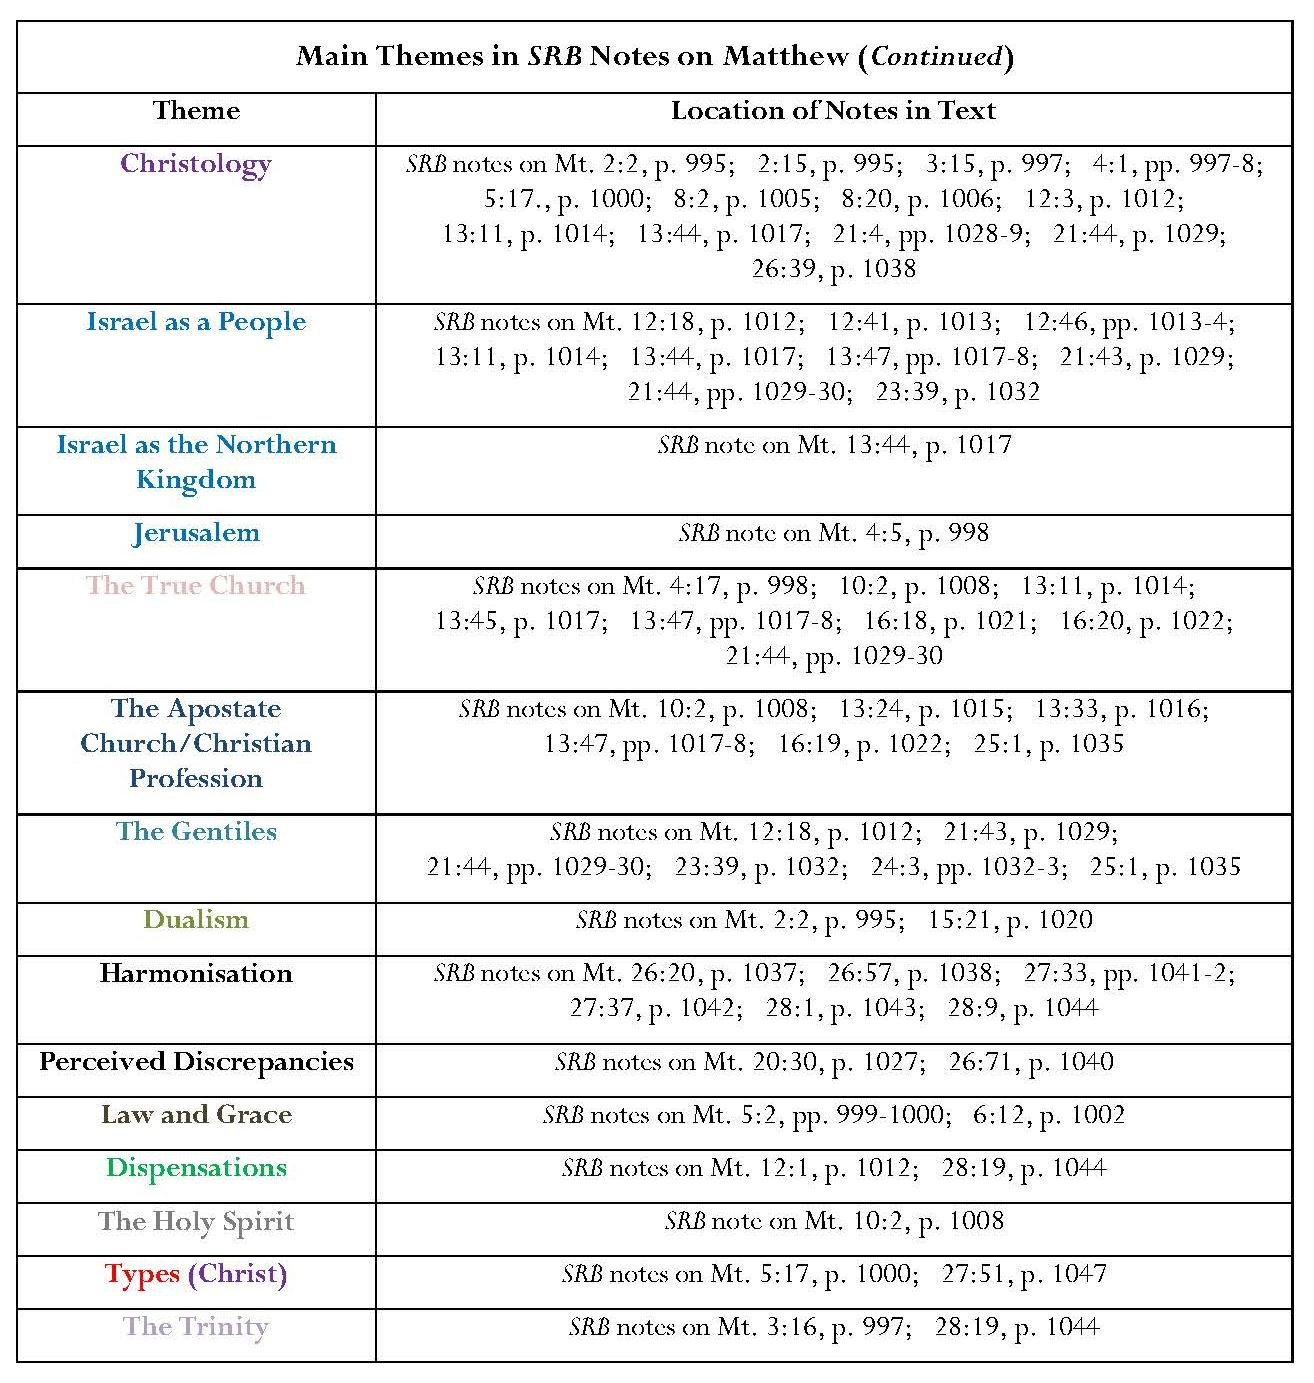 Main Themes in SRB Notes on Matthew (Continued)
Theme
Location of Notes in Text
Christology
SRB notes on Mt. 2:2, p. 995; 2:15, p. 995; 3:15, p. 997; 4:1, pp. 997-8;
5:17., p. 1000; 8:2, p. 1005; 8:20, p. 1006; 12:3, p. 1012;
13:11, p. 1014; 13:44, p. 1017; 21:4, pp. 1028-9; 21:44, p. 1029;
26:39, p. 1038
Israel as a People
SRB notes on Mt. 12:18, p. 1012; 12:41, p. 1013; 12:46, pp. 1013-4;
13:11, p. 1014; 13:44, p. 1017; 13:47, pp. 1017-8; 21:43, p. 1029;
21:44, pp. 1029-30; 23:39, p. 1032
Israel as the Northern
Kingdom
SRB note on Mt. 13:44, p. 1017
Jerusalem
SRB note on Mt. 4:5, p. 998
The True Church
SRB notes on Mt. 4:17, p. 998; 10:2, p. 1008; 13:11, p. 1014;
13:45, p. 1017; 13:47, pp. 1017-8; 16:18, p. 1021; 16:20, p. 1022;
21:44, pp. 1029-30
The Apostate
Church/Christian
Profession
SRB notes on Mt. 10:2, p. 1008; 13:24, p. 1015; 13:33, p. 1016;
13:47, pp. 1017-8; 16:19, p. 1022; 25:1, p. 1035
The Gentiles
SRB notes on Mt. 12:18, p. 1012; 21:43, p. 1029;
21:44, pp. 1029-30; 23:39, p. 1032; 24:3, pp. 1032-3; 25:1, p. 1035
Dualism
SRB notes on Mt. 2:2, p. 995; 15:21, p. 1020
Harmonisation
SRB notes on Mt. 26:20, p. 1037; 26:57, p. 1038; 27:33, pp. 1041-2;
27:37, p. 1042; 28:1, p. 1043; 28:9, p. 1044
Perceived Discrepancies
SRB notes on Mt. 20:30, p. 1027; 26:71, p. 1040
Law and Grace
SRB notes on Mt. 5:2, pp. 999-1000; 6:12, p. 1002
Dispensations
SRB notes on Mt. 12:1, p. 1012; 28:19, p. 1044
The Holy Spirit
SRB note on Mt. 10:2, p. 1008
Types (Christ)
SRB notes on Mt. 5:17, p. 1000; 27:51, p. 1047
The Trinity
SRB notes on Mt. 3:16, p. 997; 28:19, p. 1044